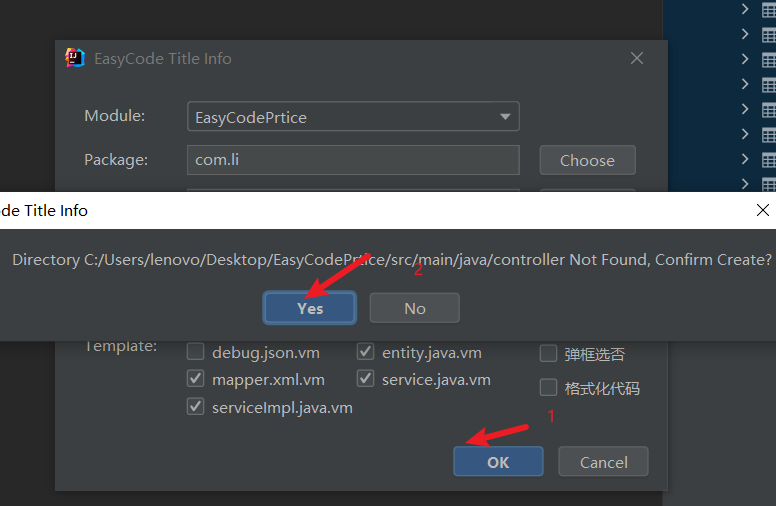 EasyCode Title Info
Module: EasyCodePrtice
Package: com.li Choose
de Title Info
Directory C:/Users/lenovo/Desktop/EasyCodePrtice/src/main/java/controller Not Found, Confirm Create?
2
Yes No
Template: debug.json.vm entity.java.vm 弹框选否
mapper.xml.vm service.java.vm 格式化代码
serviceImpl.java.vm
1
OK Cancel